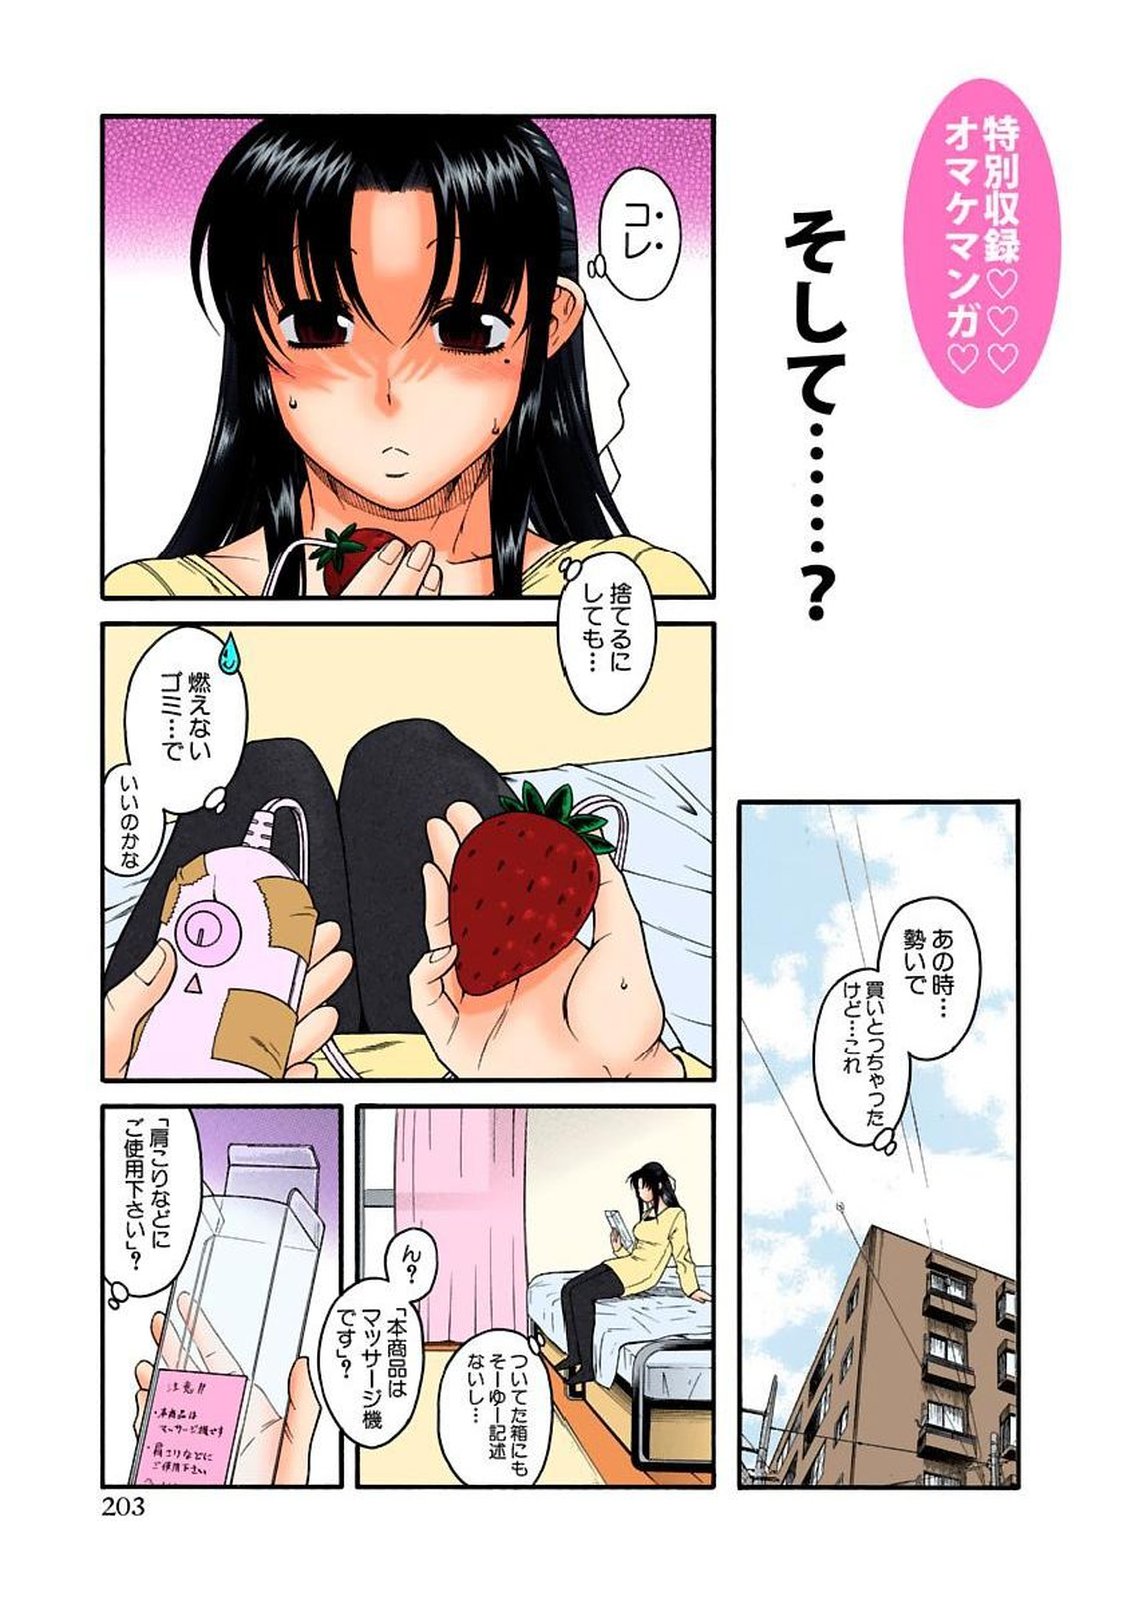 特別収録♡♡♡
オマケマンガ♡
そして………？
あの時…
勢いで
買いとっちゃった
けど…これ
コレ
捨てるに
しても…
燃えない
ゴミ…で
いいのかな
ついてた箱にも
そーゆー記述
ないし…
ん？
「本商品は
マッサージ機
です」？
「肩こりなどに
ご使用下さい」？
注意!!
・本商品は
マッサージ機です
・肩こりなどに
ご使用下さい
203